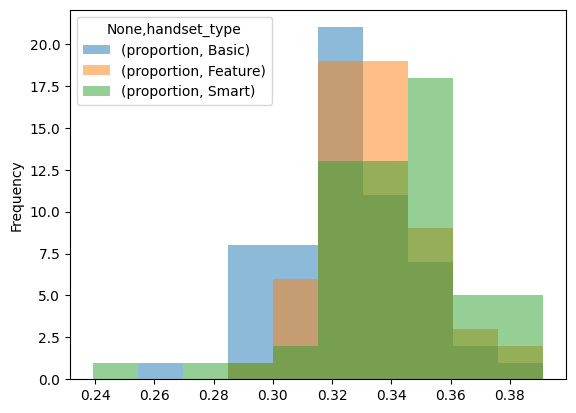 None,handset_type
(proportion, Basic)
(proportion, Feature)
(proportion, Smart)
Frequency
20.0
17.5
15.0
12.5
10.0
7.5
5.0
2.5
0.0
0.24 0.26 0.28 0.30 0.32 0.34 0.36 0.38